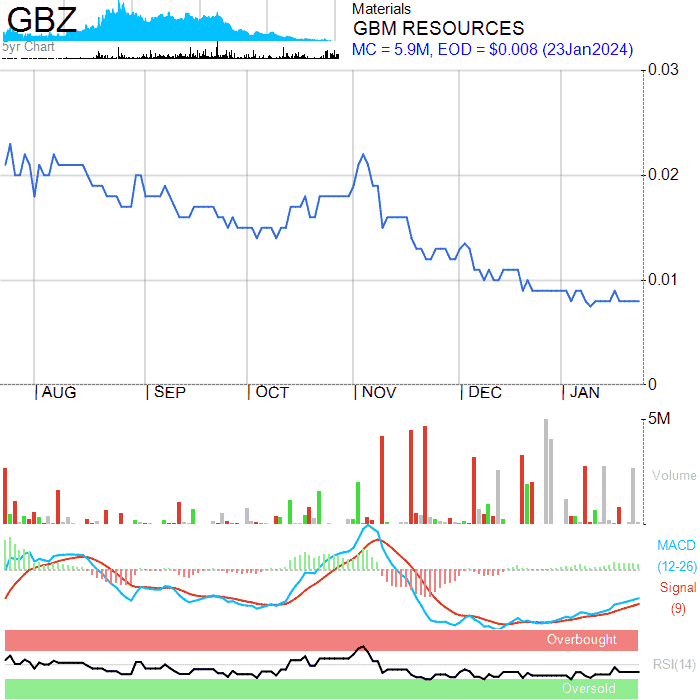 GBZ
5yr Chart
Materials
GBM RESOURCES
MC = 5.9M, EOD = $0.008 (23Jan2024)
0.03
0.02
0.01
0
AUG SEP OCT NOV DEC JAN
5M
Volume
MACD
(12-26)
Signal
(9)
Overbought
RSI(14)
Oversold